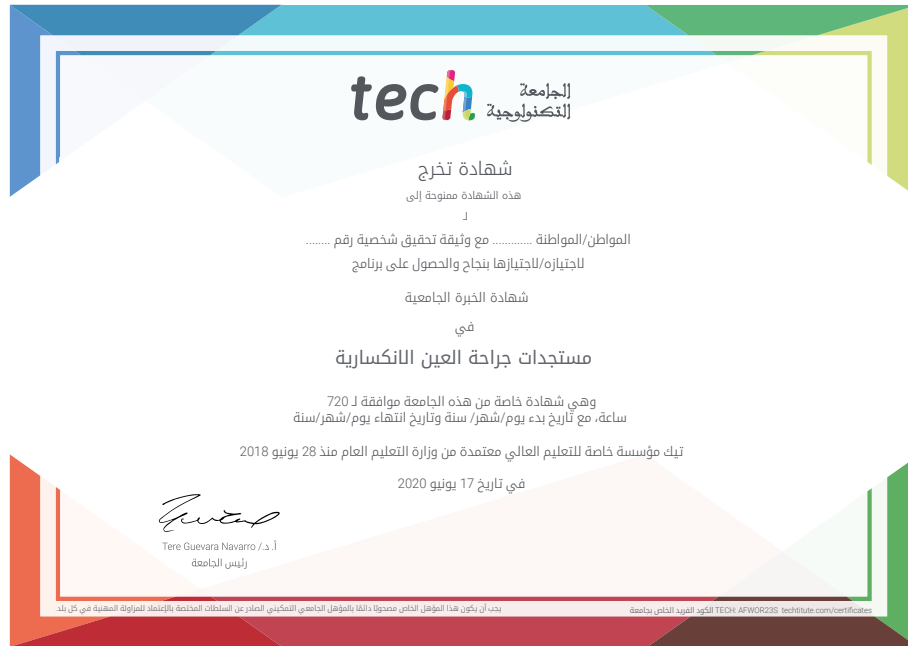 tech الجامعة
التكنولوجية
شهادة تخرج
هذه الشهادة ممنوحة إلى
لـ
المواطن/المواطنة ............ مع وثيقة تحقيق شخصية رقم ........
لاجتيازه/لاجتيازها بنجاح والحصول على برنامج
شهادة الخبرة الجامعية
في
مستجدات جراحة العين الانكسارية
وهي شهادة خاصة من هذه الجامعة موافقة لـ 720
ساعة، مع تاريخ بدء يوم/شهر/ سنة وتاريخ انتهاء يوم/شهر/سنة
تيك مؤسسة خاصة للتعليم العالي معتمدة من وزارة التعليم العام منذ 28 يونيو 2018
في تاريخ 17 يونيو 2020
أ. د./ Tere Guevara Navarro
رئيس الجامعة
يجب أن يكون هذا المؤهل الخاص مصحوبًا دائمًا بالمؤهل الجامعي التمكيني الصادر عن السلطات المختصة بالإعتماد للمزاولة المهنية في كل بلد.
الكود الفريد الخاص بجامعة TECH: AFWOR23S techtitute.com/certificates